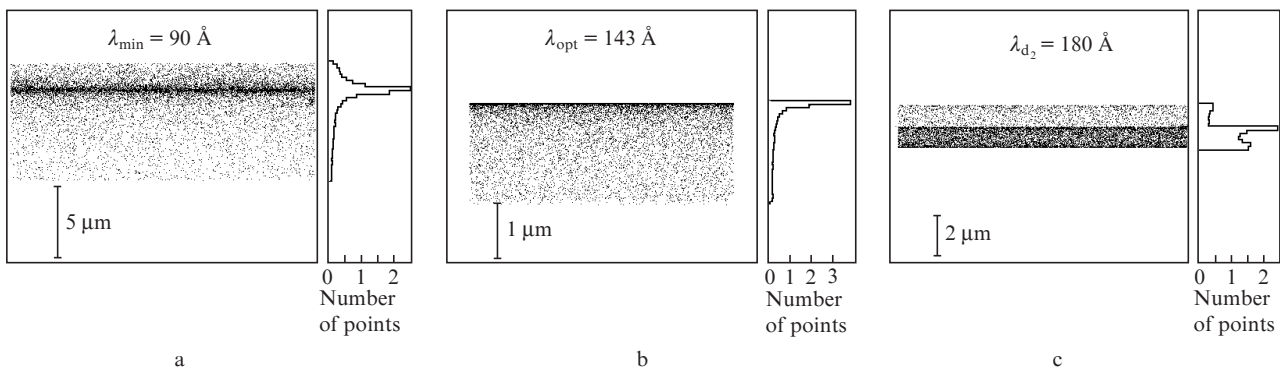 λmin = 90 Å
5 μm
0 1 2
Number
of points
a
λopt = 143 Å
1 μm
0 1 2 3
Number
of points
b
λd2 = 180 Å
2 μm
0 1 2
Number
of points
c